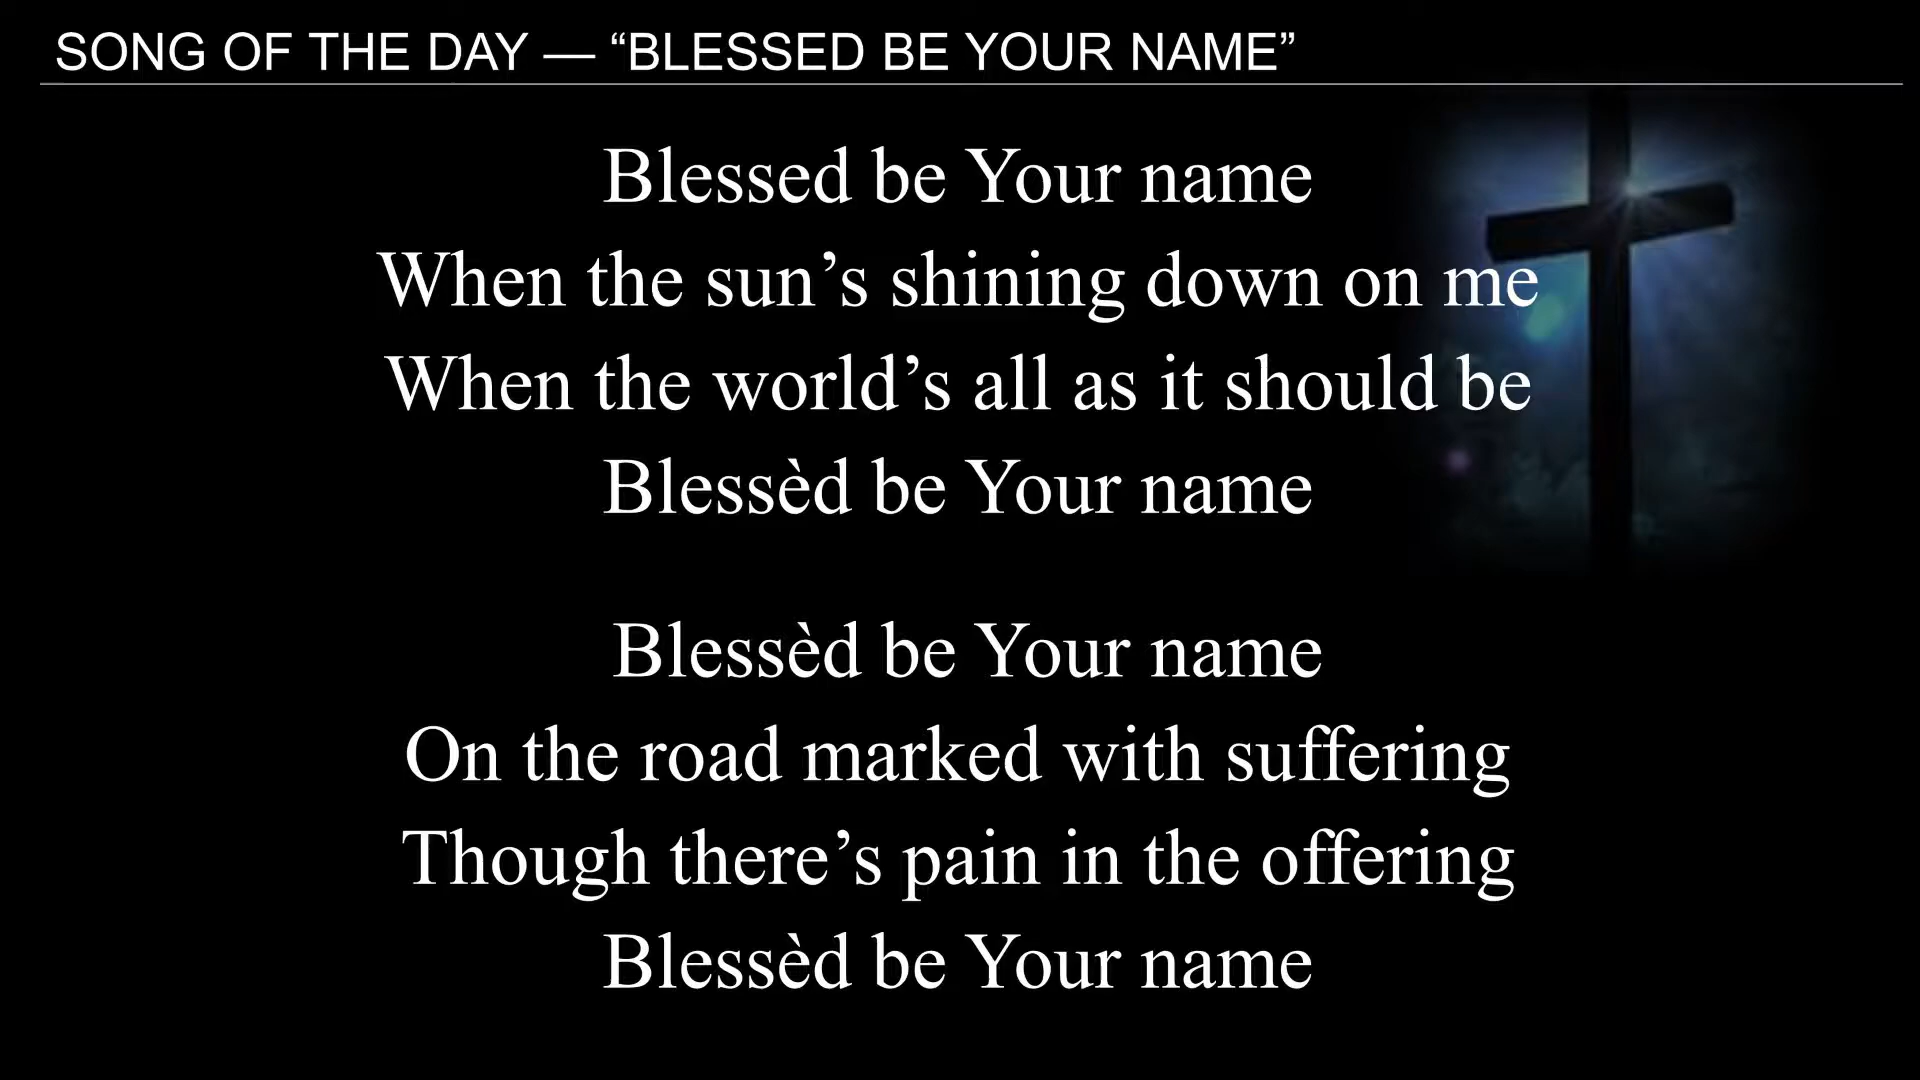 SONG OF THE DAY — “BLESSED BE YOUR NAME”
Blessed be Your name
When the sun’s shining down on me
When the world’s all as it should be
Blessèd be Your name
Blessèd be Your name
On the road marked with suffering
Though there’s pain in the offering
Blessèd be Your name